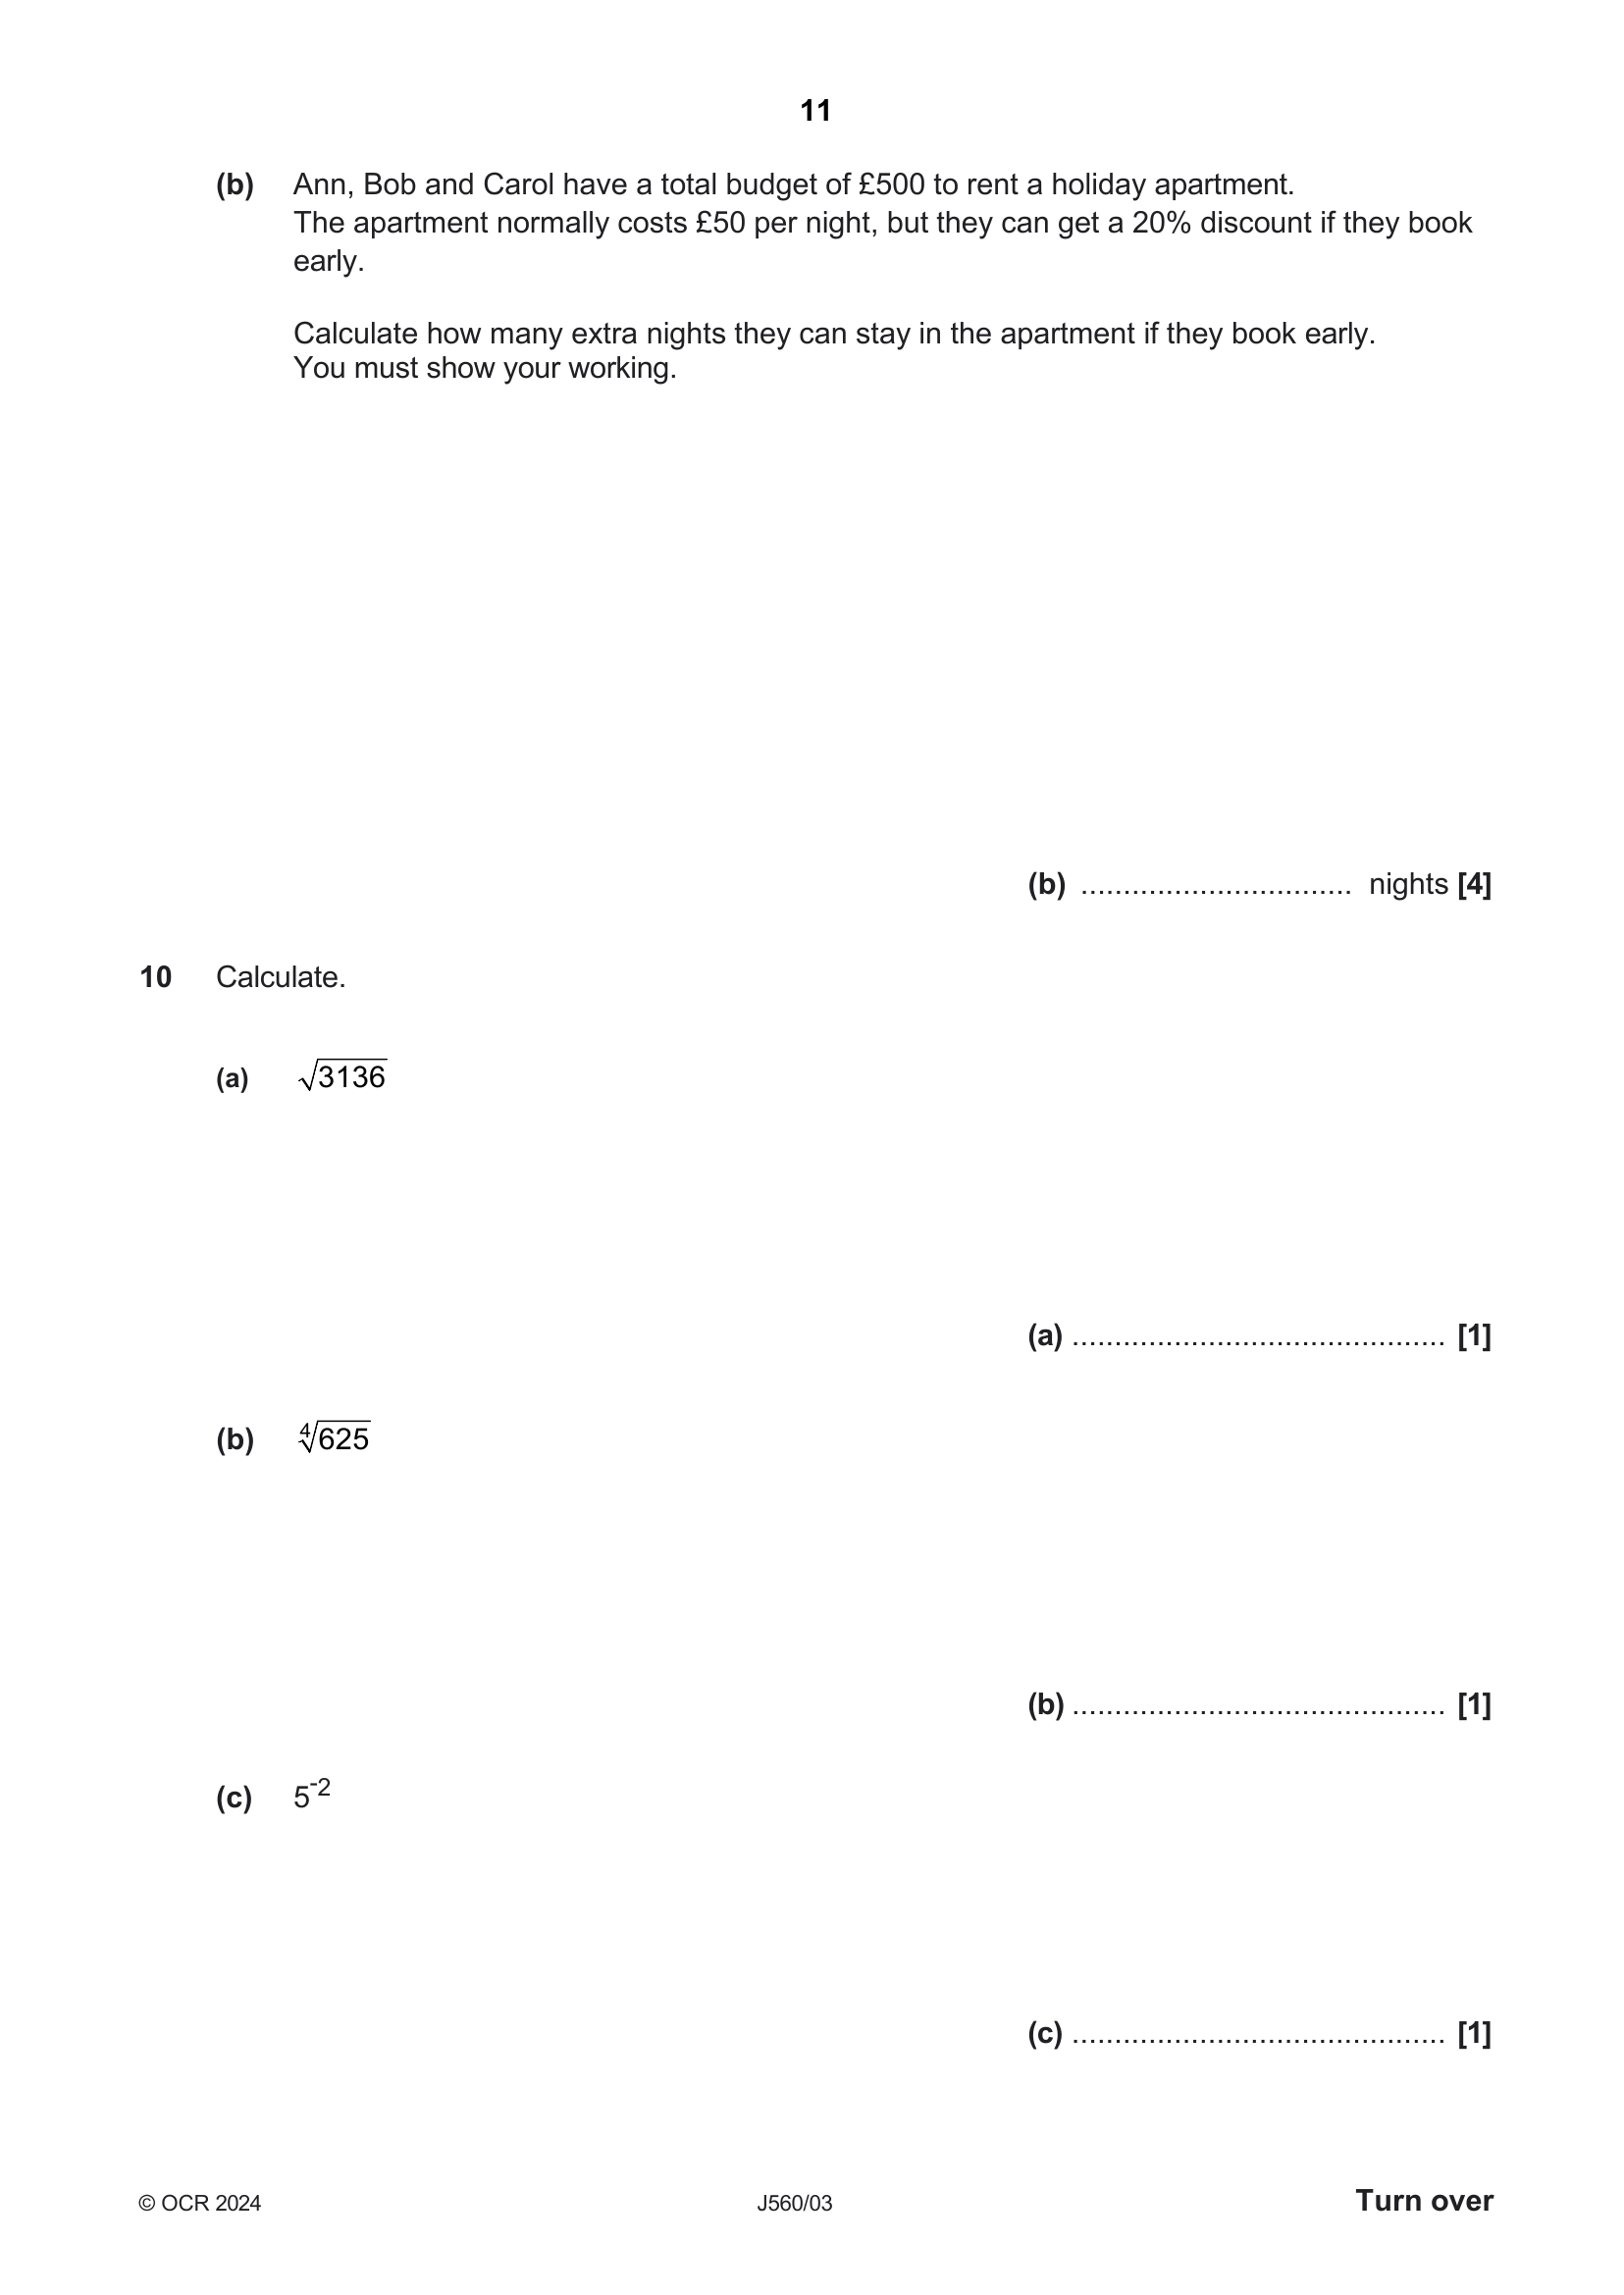 11
(b) Ann, Bob and Carol have a total budget of £500 to rent a holiday apartment.
The apartment normally costs £50 per night, but they can get a 20% discount if they book
early.
Calculate how many extra nights they can stay in the apartment if they book early.
You must show your working.
(b) ................................ nights [4]
10 Calculate.
(a) √3136
(a) ............................................ [1]
(b) ⁴√625
(b) ............................................ [1]
(c) 5⁻²
(c) ............................................ [1]
© OCR 2024 J560/03 Turn over